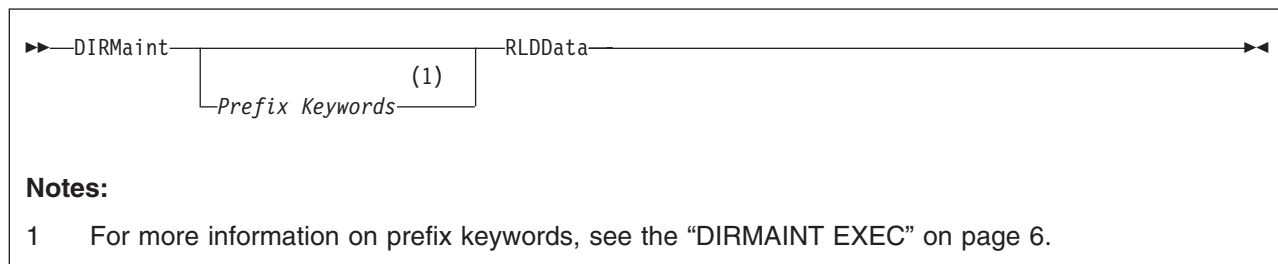 DIRMaint RLDData
(1)
Prefix Keywords
Notes:
1 For more information on prefix keywords, see the “DIRMAINT EXEC” on page 6.